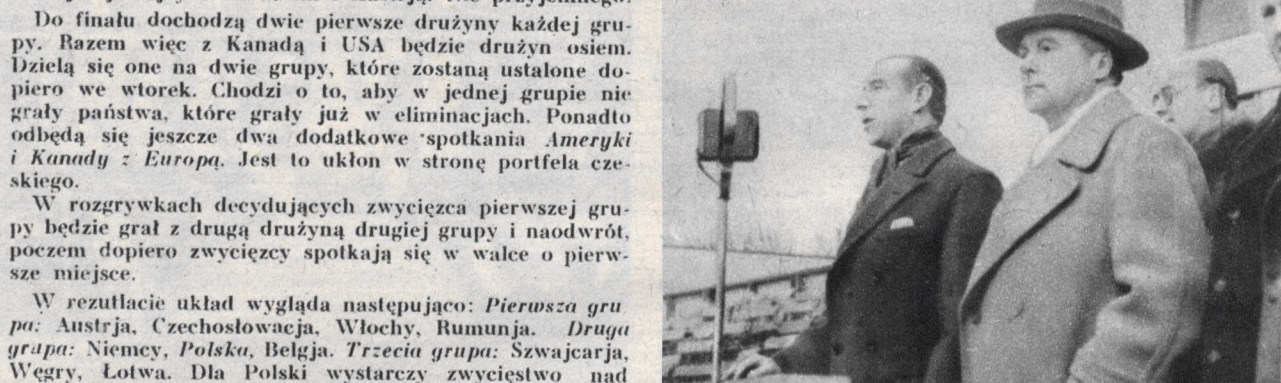 Do finału dochodzą dwie pierwsze drużyny każdej gru-
py. Razem więc z Kanadą i USA będzie drużyn osiem.
Dzielą się one na dwie grupy, które zostaną ustalone do-
piero we wtorek. Chodzi o to, aby w jednej grupie nie
grały państwa, które grały już w eliminacjach. Ponadto
odbędą się jeszcze dwa dodatkowe spotkania Ameryki
i Kanady z Europą. Jest to ukłon w stronę portfela cze-
skiego.
W rozgrywkach decydujących zwycięzca pierwszej gru-
py będzie grał z drugą drużyną drugiej grupy i naodwrót,
poczem dopiero zwycięzcy spotkają się w walce o pierw-
sze miejsce.
W rezutlacie układ wygląda następująco: Pierwsza gru
pa: Austrja, Czechosłowacja, Włochy, Rumunja. Druga
grupa: Niemcy, Polska, Belgja. Trzecia grupa: Szwajcarja,
Węgry, Łotwa. Dla Polski wystarczy zwycięstwo nad